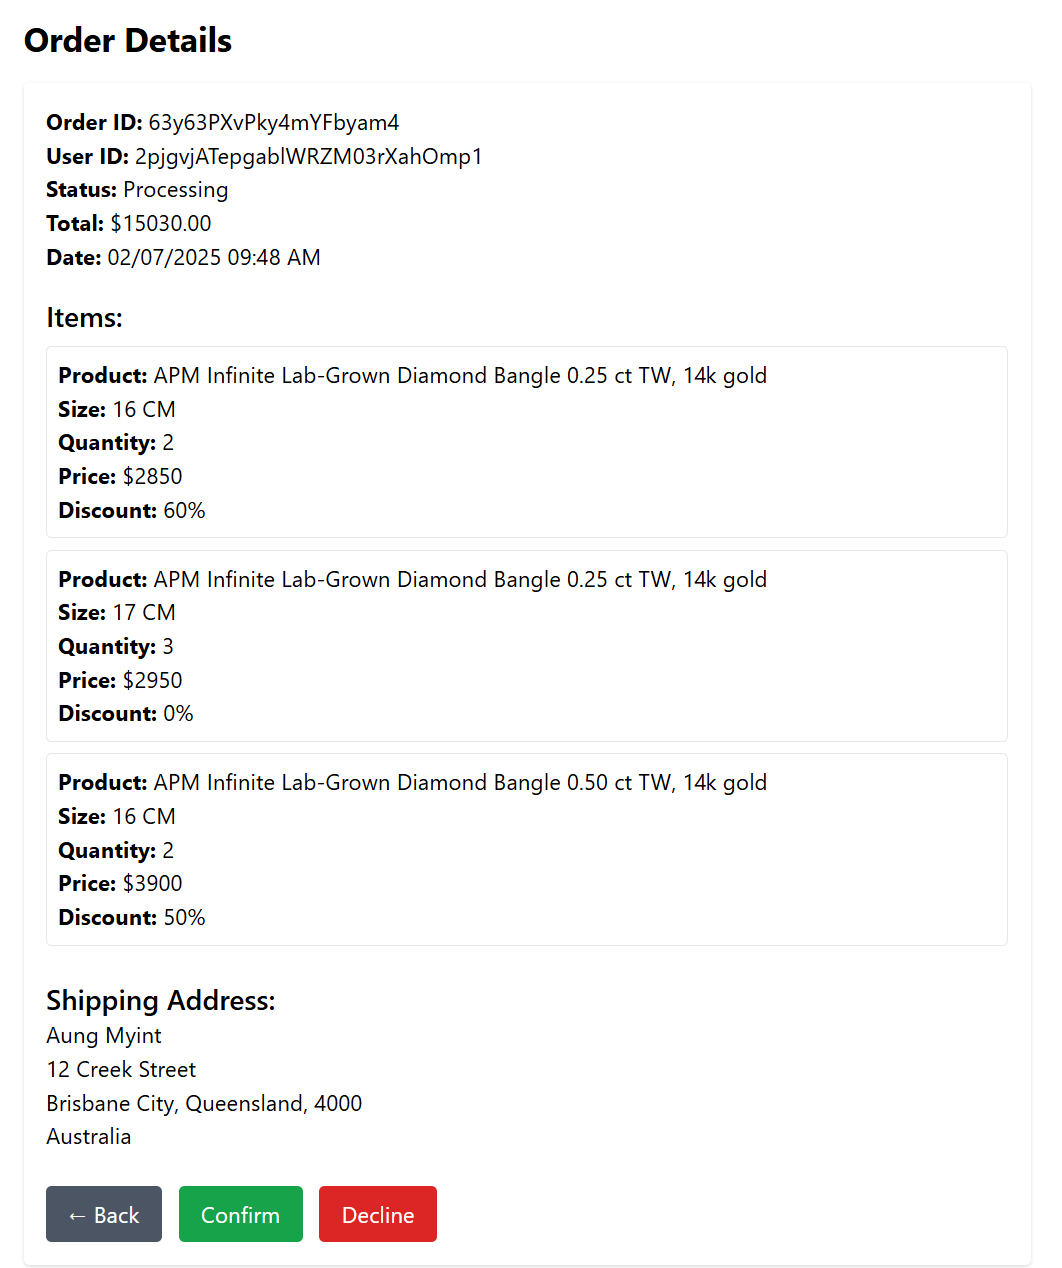 Order Details
Order ID: 63y63PXvPky4mYFbyam4
User ID: 2pjgvjATepgablWRZM03rXahOmp1
Status: Processing
Total: $15030.00
Date: 02/07/2025 09:48 AM
Items:
Product: APM Infinite Lab-Grown Diamond Bangle 0.25 ct TW, 14k gold
Size: 16 CM
Quantity: 2
Price: $2850
Discount: 60%
Product: APM Infinite Lab-Grown Diamond Bangle 0.25 ct TW, 14k gold
Size: 17 CM
Quantity: 3
Price: $2950
Discount: 0%
Product: APM Infinite Lab-Grown Diamond Bangle 0.50 ct TW, 14k gold
Size: 16 CM
Quantity: 2
Price: $3900
Discount: 50%
Shipping Address:
Aung Myint
12 Creek Street
Brisbane City, Queensland, 4000
Australia
← Back Confirm Decline